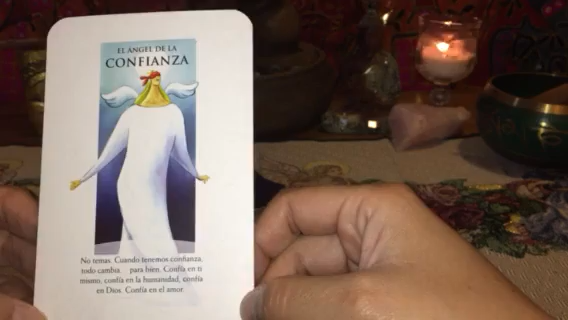 EL ANGEL DE LA
CONFIANZA
No temas. Cuando tenemos confianza,
todo cambia para bien. Confía en ti
mismo, confía en la humanidad, confía
en Dios. Confía en el amor.